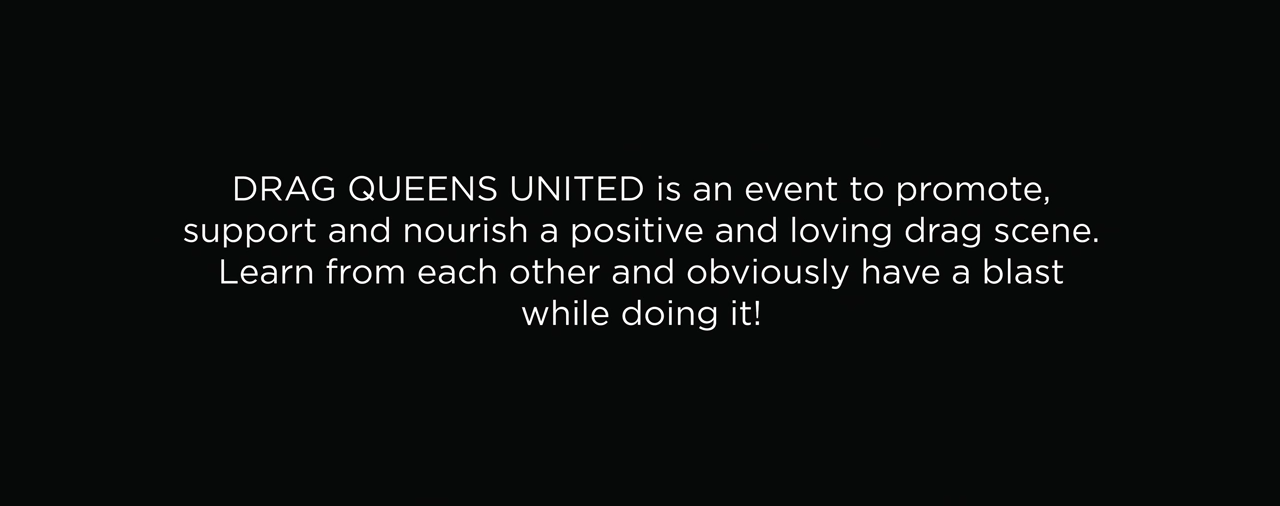 DRAG QUEENS UNITED is an event to promote,
support and nourish a positive and loving drag scene.
Learn from each other and obviously have a blast
while doing it!